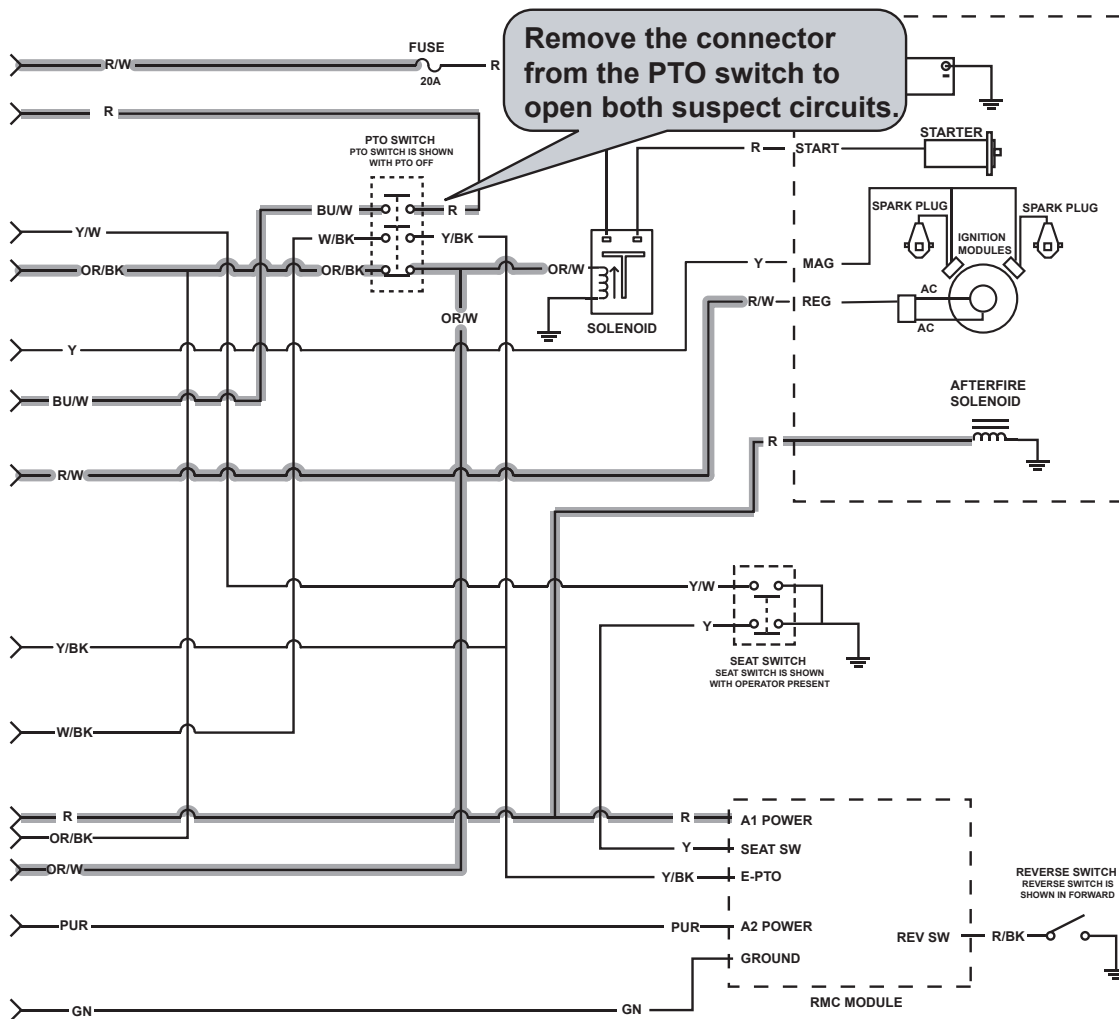 Remove the connector
from the PTO switch to
open both suspect circuits.
R/W
FUSE
20A
R
-
R
PTO SWITCH
PTO SWITCH IS SHOWN
WITH PTO OFF
R
START
STARTER
BU/W
R
SPARK PLUG
SPARK PLUG
IGNITION
MODULES
Y/W
W/BK
Y/BK
OR/BK
OR/BK
OR/W
Y
MAG
AC
R/W
REG
OR/W
SOLENOID
AC
Y
BU/W
AFTERFIRE
SOLENOID
R
R/W
Y/W
Y
Y/BK
SEAT SWITCH
SEAT SWITCH IS SHOWN
WITH OPERATOR PRESENT
W/BK
R
R
A1 POWER
OR/BK
Y
SEAT SW
OR/W
Y/BK
E-PTO
REVERSE SWITCH
REVERSE SWITCH IS
SHOWN IN FORWARD
PUR
PUR
A2 POWER
REV SW
R/BK
GROUND
GN
GN
RMC MODULE